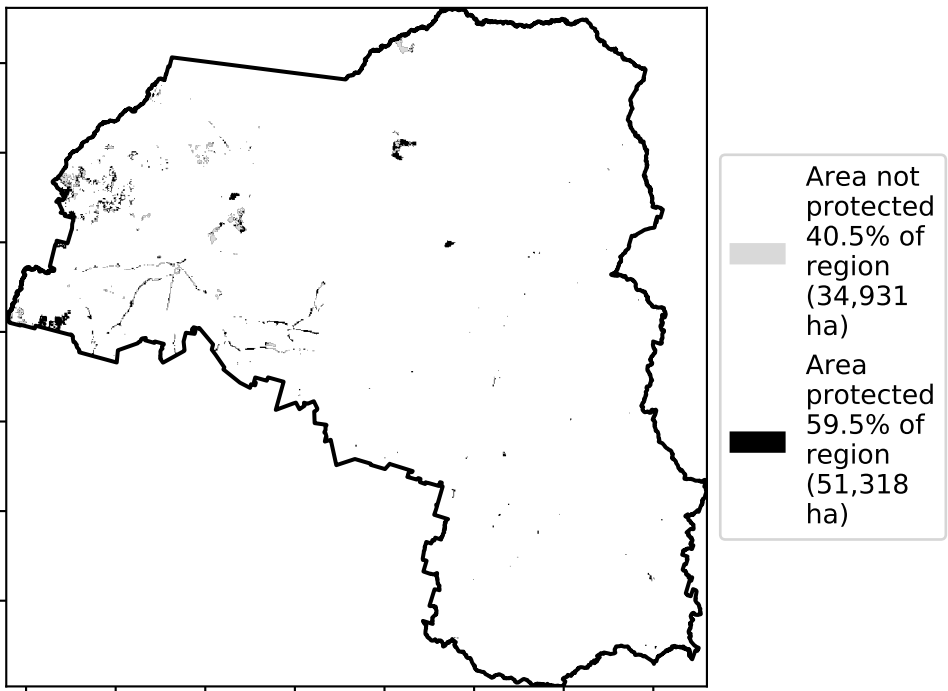 Area not
protected
40.5% of
region
(34,931
ha)
Area
protected
59.5% of
region
(51,318
ha)